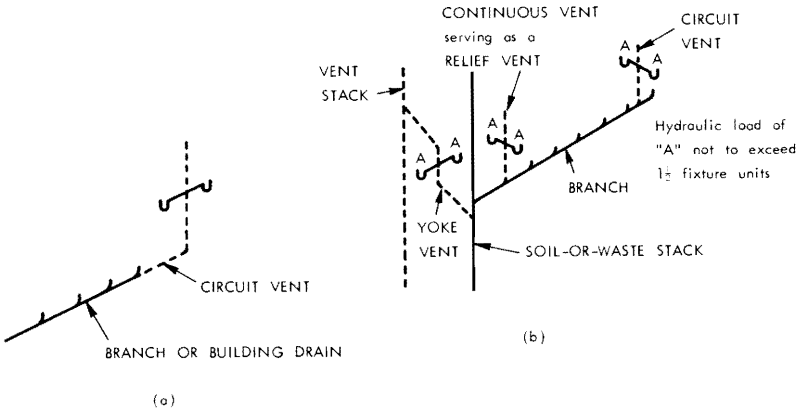 (a)
CIRCUIT VENT
BRANCH OR BUILDING DRAIN
(a)
(b)
CONTINUOUS VENT
serving as a
RELIEF VENT
CIRCUIT
VENT
VENT
STACK
A A
A A
A A
Hydraulic load of
"A" not to exceed
1½ fixture units
BRANCH
YOKE
VENT
SOIL-OR-WASTE STACK
(b)